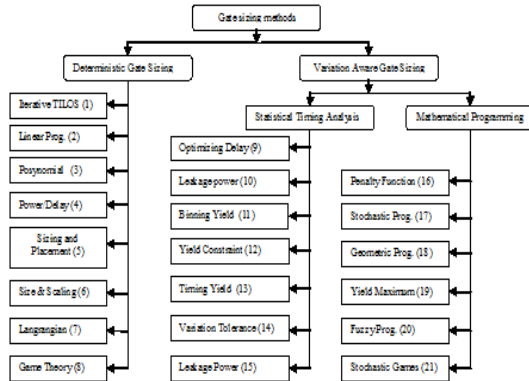 Gate sizing methods
Deterministic Gate Sizing
Variation Aware Gate Sizing
Iterative TILOS (1)
Linear Prog. (2)
Posynomial (3)
Power/Delay (4)
Sizing and
Placement (5)
Size & Scaling (6)
Langrangian (7)
Game Theory (8)
Statistical Timing Analysis
Mathematical Programming
Optimizing Delay (9)
Leakage power (10)
Binning Yield (11)
Yield Constraint (12)
Timing Yield (13)
Variation Tolerance (14)
Leakage Power (15)
Penalty Function (16)
Stochastic Prog. (17)
Geometric Prog. (18)
Yield Maximum (19)
Fuzzy Prog. (20)
Stochastic Games (21)